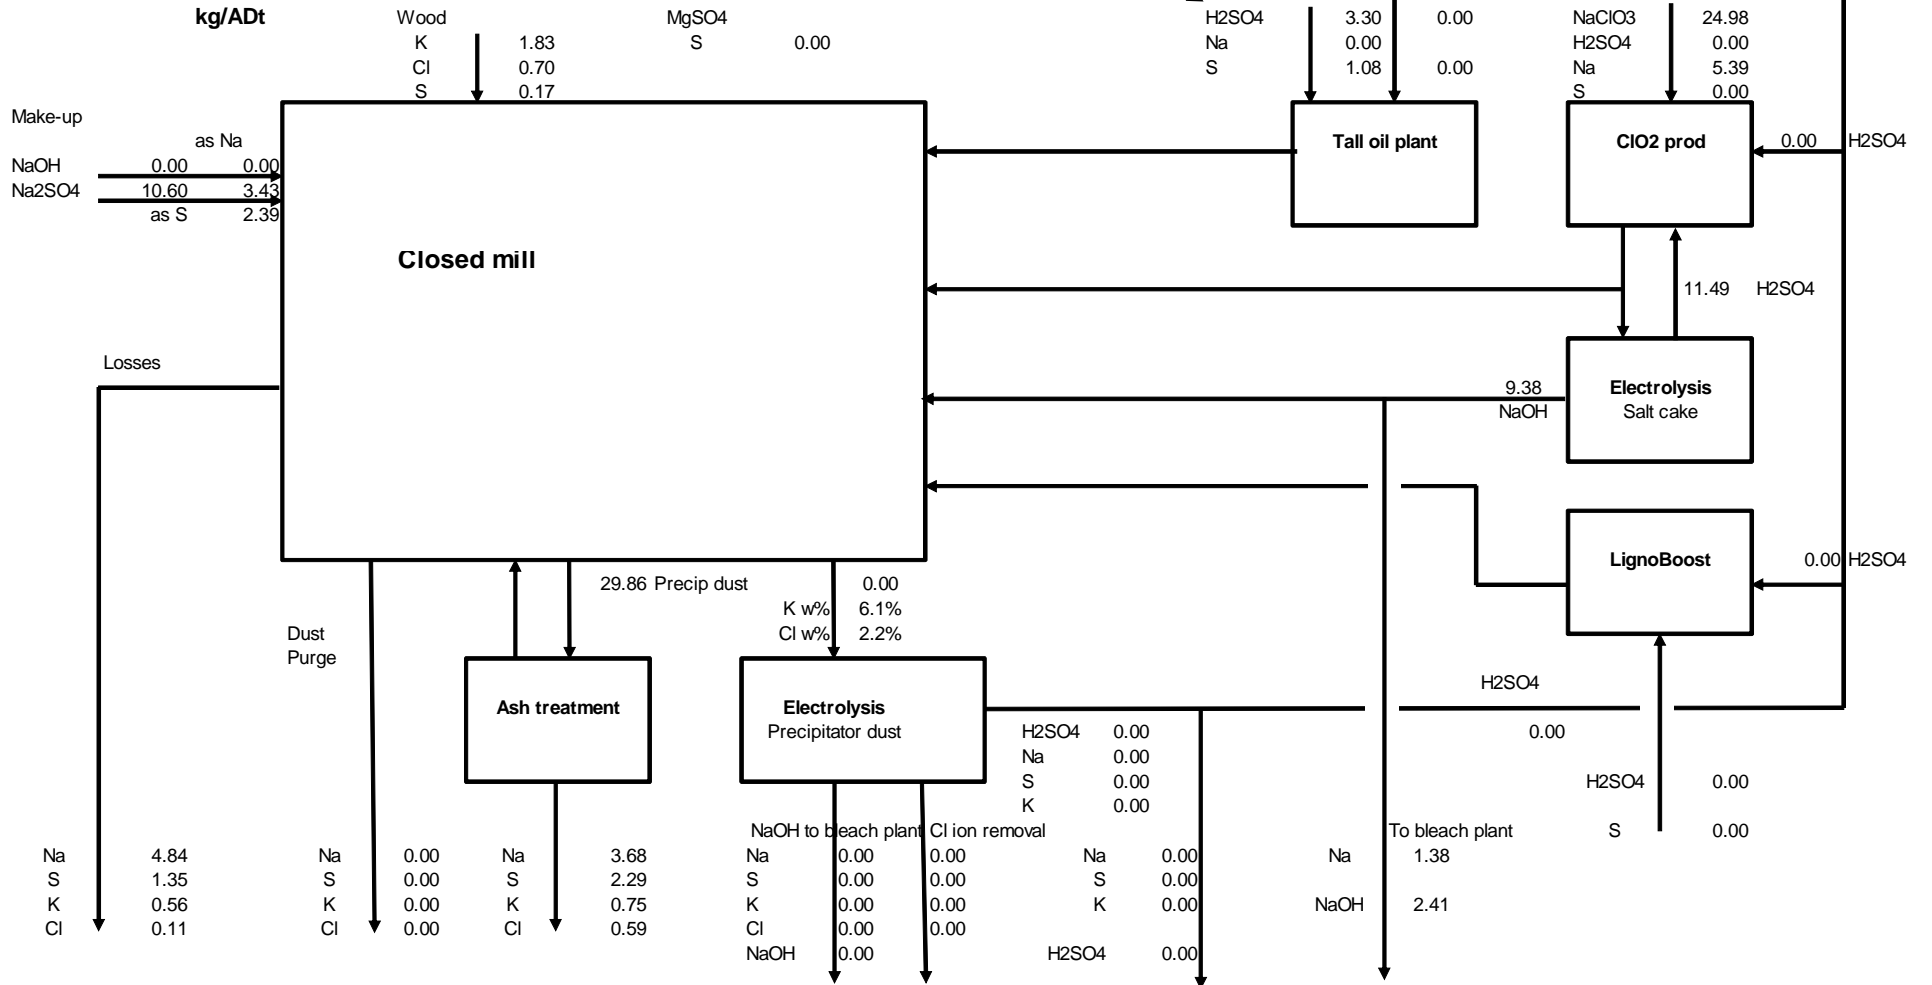 kg/ADt
Wood
K 1.83
Cl 0.70
S 0.17
MgSO4
S 0.00
H2SO4 3.30 0.00
Na 0.00
S 1.08 0.00
NaClO3 24.98
H2SO4 0.00
Na 5.39
S 0.00
Make-up
as Na
NaOH 0.00 0.00
Na2SO4 10.60 3.43
as S 2.39
Closed mill
Tall oil plant
ClO2 prod
0.00 H2SO4
11.49 H2SO4
Losses
9.38
NaOH
Electrolysis
Salt cake
LignoBoost
0.00 H2SO4
29.86 Precip dust 0.00
K w% 6.1%
Cl w% 2.2%
Dust
Purge
Ash treatment
Electrolysis
Precipitator dust
H2SO4
0.00
H2SO4 0.00
Na 0.00
S 0.00
K 0.00
H2SO4 0.00
S 0.00
NaOH to bleach plant Cl ion removal
To bleach plant
Na 4.84
S 1.35
K 0.56
Cl 0.11
Na 0.00
S 0.00
K 0.00
Cl 0.00
Na 3.68
S 2.29
K 0.75
Cl 0.59
Na 0.00 0.00
S 0.00 0.00
K 0.00 0.00
Cl 0.00 0.00
NaOH 0.00
Na 0.00
S 0.00
K 0.00
H2SO4 0.00
Na 1.38
NaOH 2.41